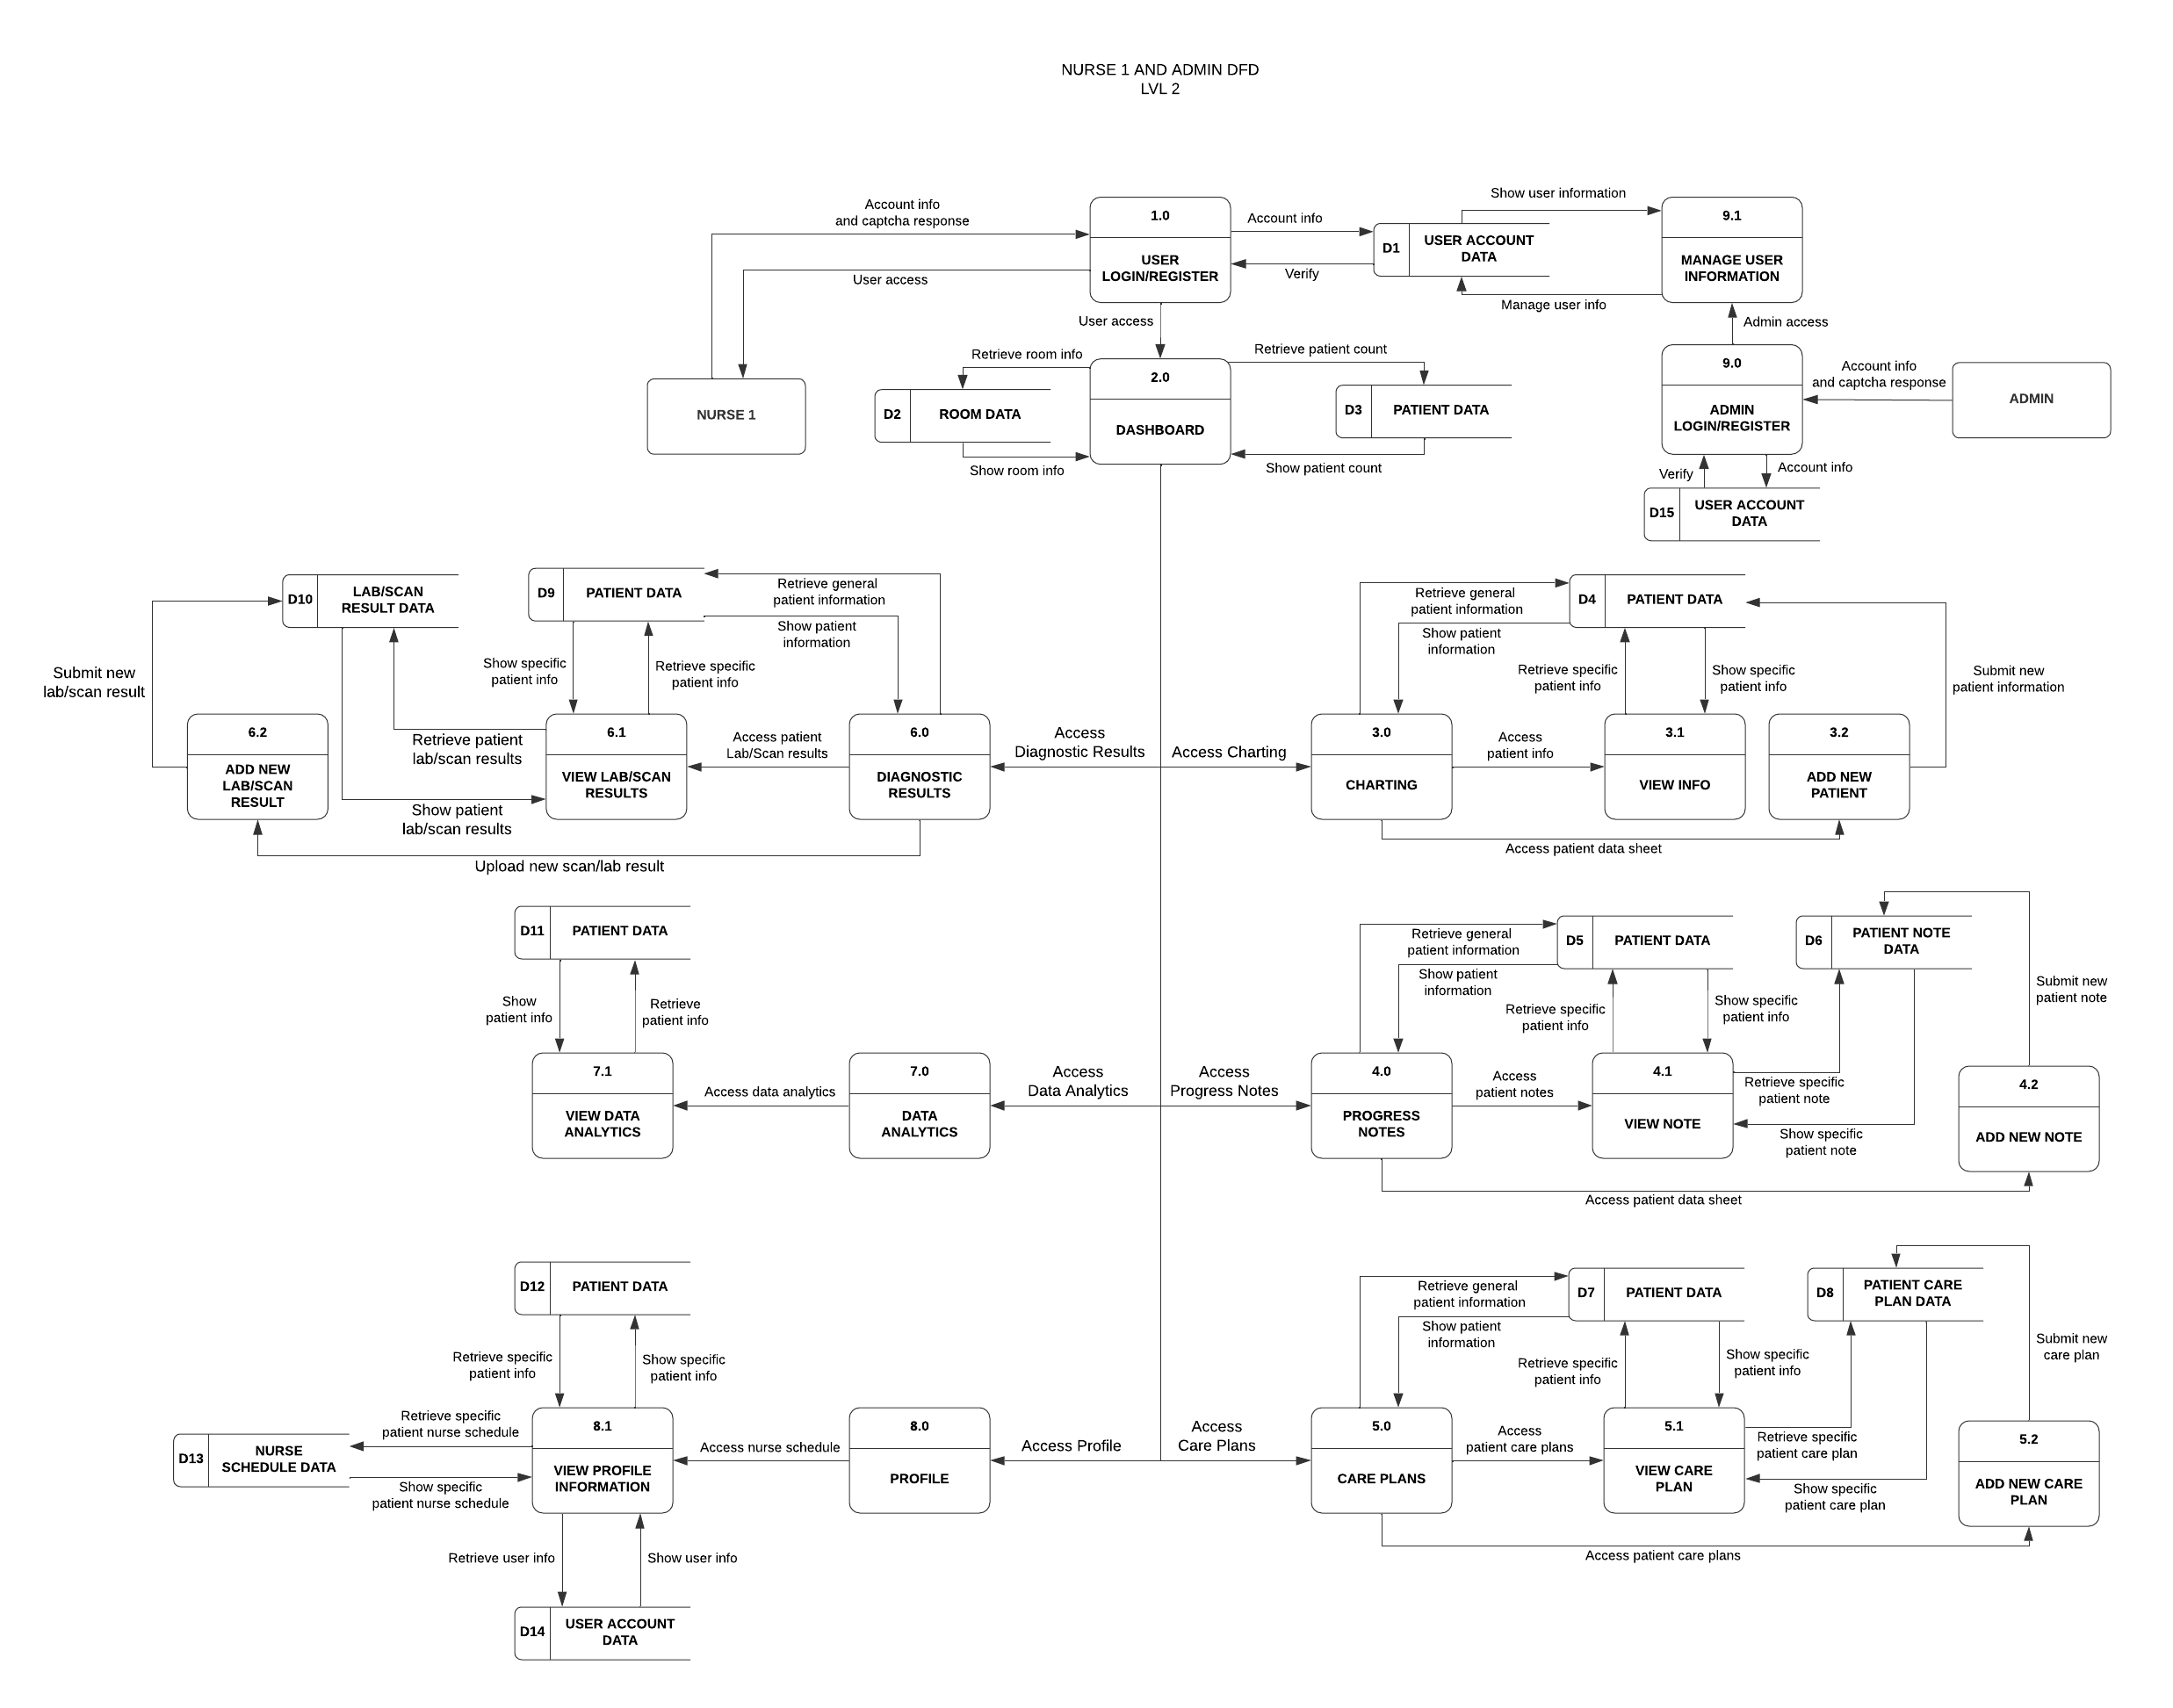 NURSE 1 AND ADMIN DFD
LVL 2
Show user information
Account info
and captcha response
1.0
USER
LOGIN/REGISTER
Account info
Verify
D1
USER ACCOUNT
DATA
9.1
MANAGE USER
INFORMATION
User access
Manage user info
User access
Admin access
Retrieve room info
Retrieve patient count
2.0
DASHBOARD
9.0
ADMIN
LOGIN/REGISTER
Account info
and captcha response
ADMIN
NURSE 1
D2
ROOM DATA
D3
PATIENT DATA
Show room info
Show patient count
Verify
Account info
D15
USER ACCOUNT
DATA
D10
LAB/SCAN
RESULT DATA
D9
PATIENT DATA
Retrieve general
patient information
Show patient
information
Show specific
patient info
Retrieve specific
patient info
Submit new
lab/scan result
6.2
ADD NEW
LAB/SCAN
RESULT
Retrieve patient
lab/scan results
Show patient
lab/scan results
6.1
VIEW LAB/SCAN
RESULTS
Access patient
Lab/Scan results
6.0
DIAGNOSTIC
RESULTS
Access
Diagnostic Results
Upload new scan/lab result
Access Charting
Retrieve general
patient information
Show patient
information
D4
PATIENT DATA
Retrieve specific
patient info
Show specific
patient info
Submit new
patient information
3.0
CHARTING
Access
patient info
3.1
VIEW INFO
3.2
ADD NEW
PATIENT
Access patient data sheet
D11
PATIENT DATA
Show
patient info
Retrieve
patient info
7.1
VIEW DATA
ANALYTICS
Access data analytics
7.0
DATA
ANALYTICS
Access
Data Analytics
Access
Progress Notes
Retrieve general
patient information
Show patient
information
D5
PATIENT DATA
D6
PATIENT NOTE
DATA
Retrieve specific
patient info
Show specific
patient info
Submit new
patient note
4.0
PROGRESS
NOTES
Access
patient notes
4.1
VIEW NOTE
Retrieve specific
patient note
Show specific
patient note
4.2
ADD NEW NOTE
Access patient data sheet
D12
PATIENT DATA
Retrieve specific
patient info
Show specific
patient info
D13
NURSE
SCHEDULE DATA
Retrieve specific
patient nurse schedule
Show specific
patient nurse schedule
8.1
VIEW PROFILE
INFORMATION
Access nurse schedule
8.0
PROFILE
Access Profile
Retrieve user info
Show user info
D14
USER ACCOUNT
DATA
Access
Care Plans
Retrieve general
patient information
Show patient
information
D7
PATIENT DATA
D8
PATIENT CARE
PLAN DATA
Retrieve specific
patient info
Show specific
patient info
Submit new
care plan
5.0
CARE PLANS
Access
patient care plans
5.1
VIEW CARE
PLAN
Retrieve specific
patient care plan
Show specific
patient care plan
5.2
ADD NEW CARE
PLAN
Access patient care plans